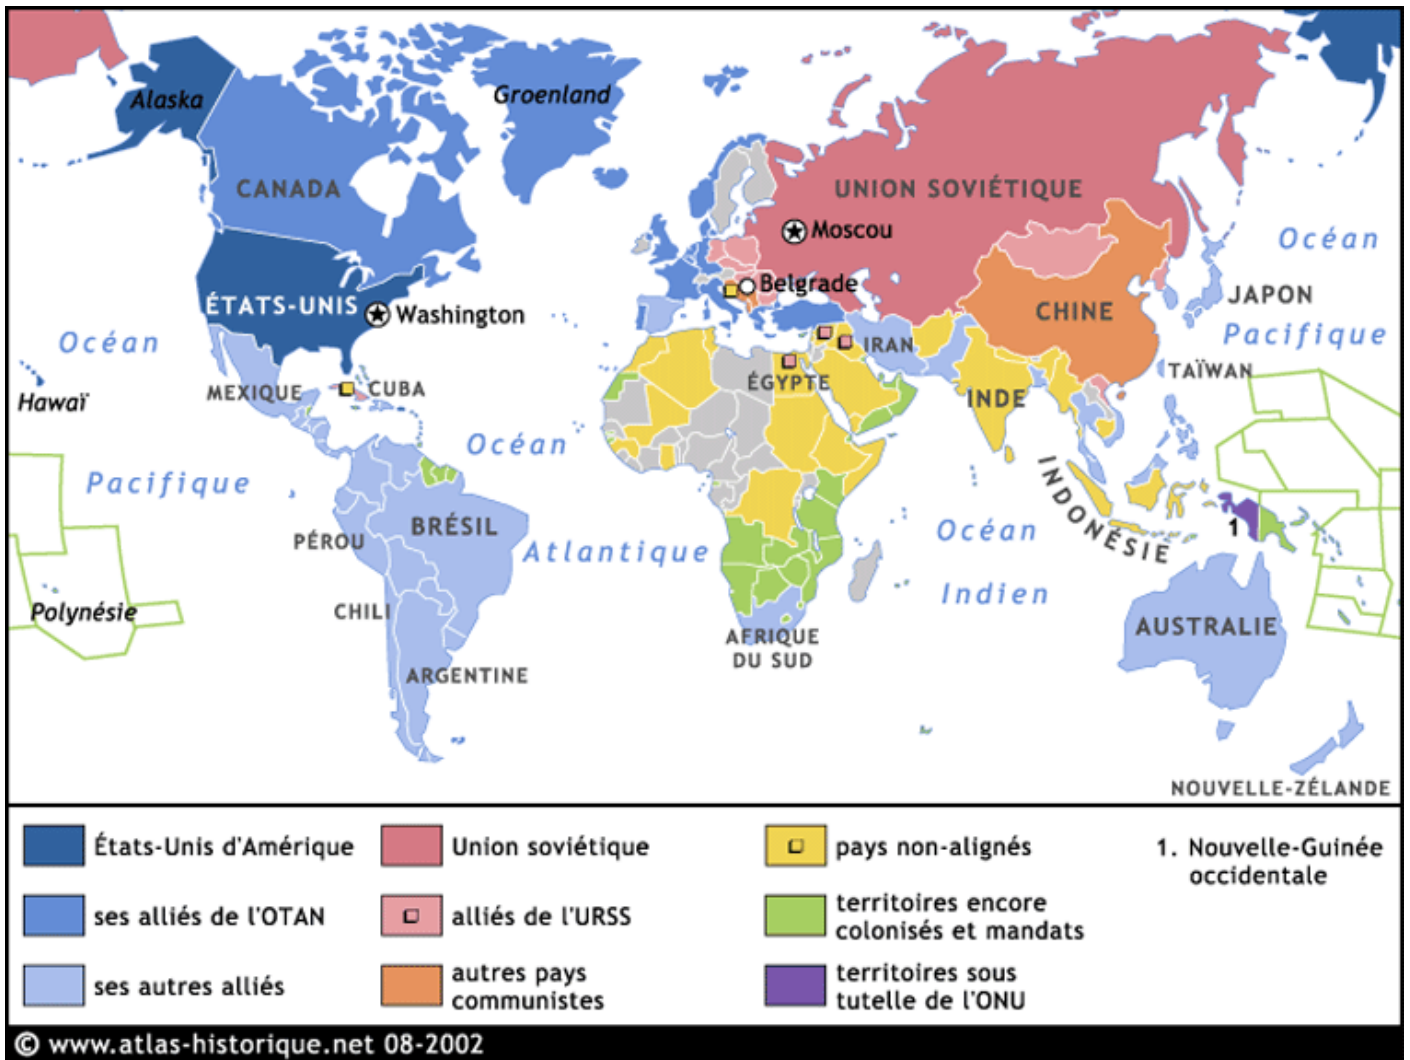 Alaska
Groenland
CANADA
UNION SOVIÉTIQUE
Moscou
Océan
Belgrade
ÉTATS-UNIS
Washington
CHINE
JAPON
Pacifique
Océan
IRAN
TAÏWAN
MEXIQUE
CUBA
ÉGYPTE
INDE
Hawaï
Océan
Pacifique
INDONÉSIE
BRÉSIL
PÉROU
Atlantique
Océan
1
Indien
Polynésie
CHILI
AUSTRALIE
AFRIQUE
DU SUD
ARGENTINE
NOUVELLE-ZÉLANDE
États-Unis d'Amérique
Union soviétique
pays non-alignés
1. Nouvelle-Guinée
occidentale
ses alliés de l'OTAN
alliés de l'URSS
territoires encore
colonisés et mandats
ses autres alliés
autres pays
communistes
territoires sous
tutelle de l'ONU
© www.atlas-historique.net 08-2002